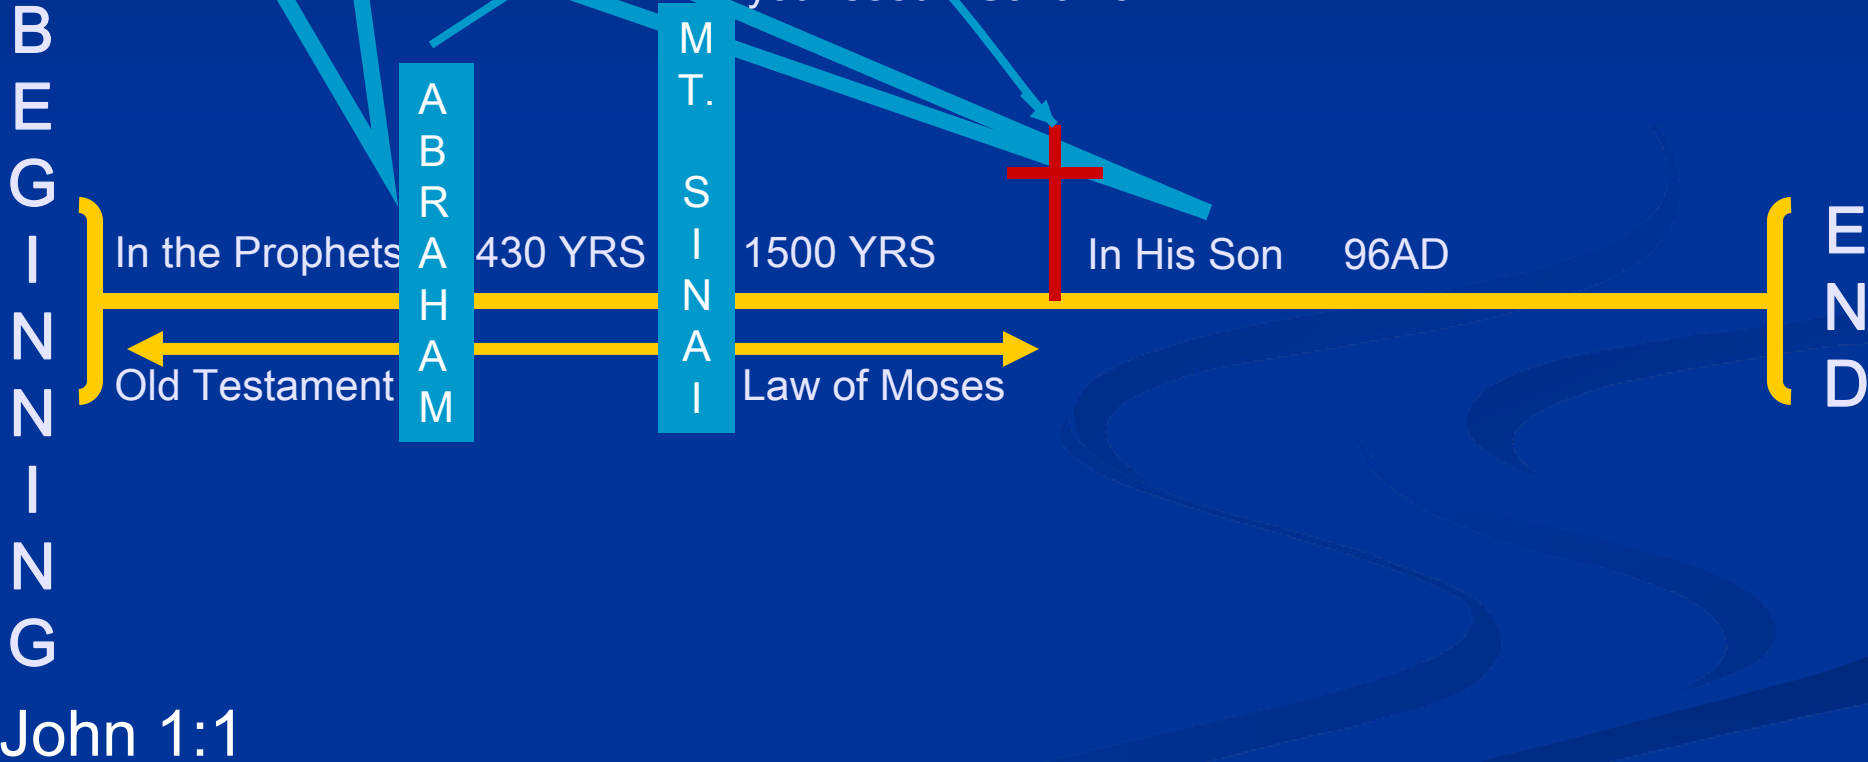 BEGINNING
ABRAHAM
MT. SINAI
In the Prophets
430 YRS
1500 YRS
In His Son
96AD
Old Testament
Law of Moses
END
John 1:1